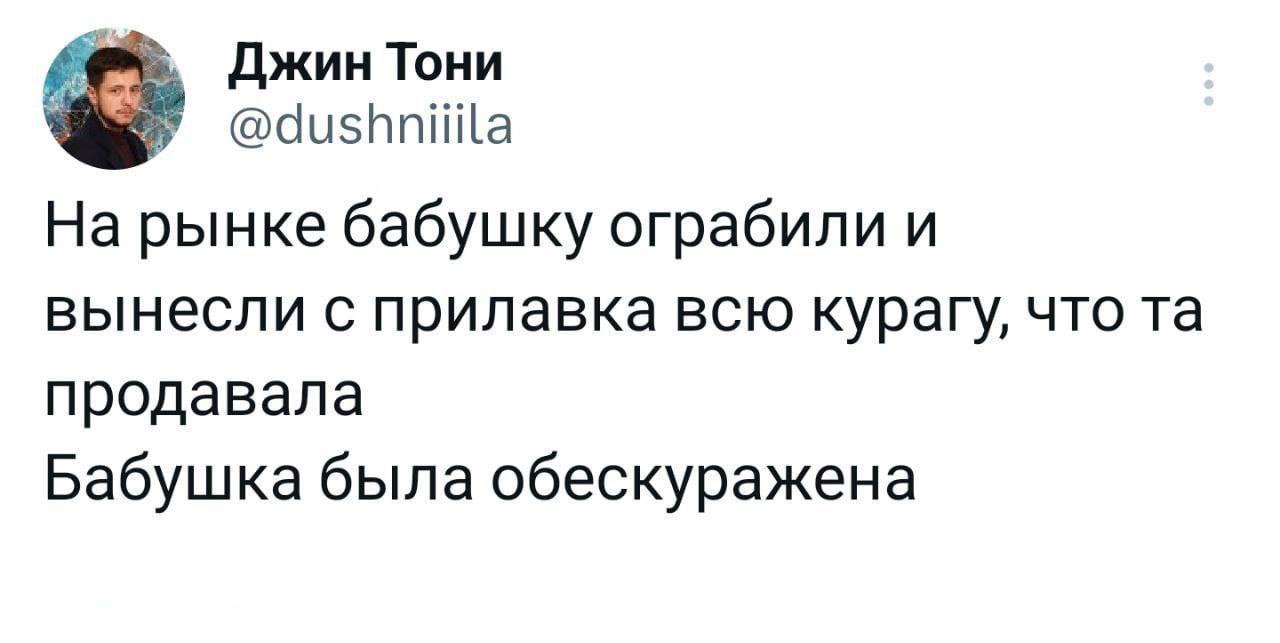 Джин Тони
@dushniiila
На рынке бабушку ограбили и
вынесли с прилавка всю курагу, что та
продавала
Бабушка была обескуражена